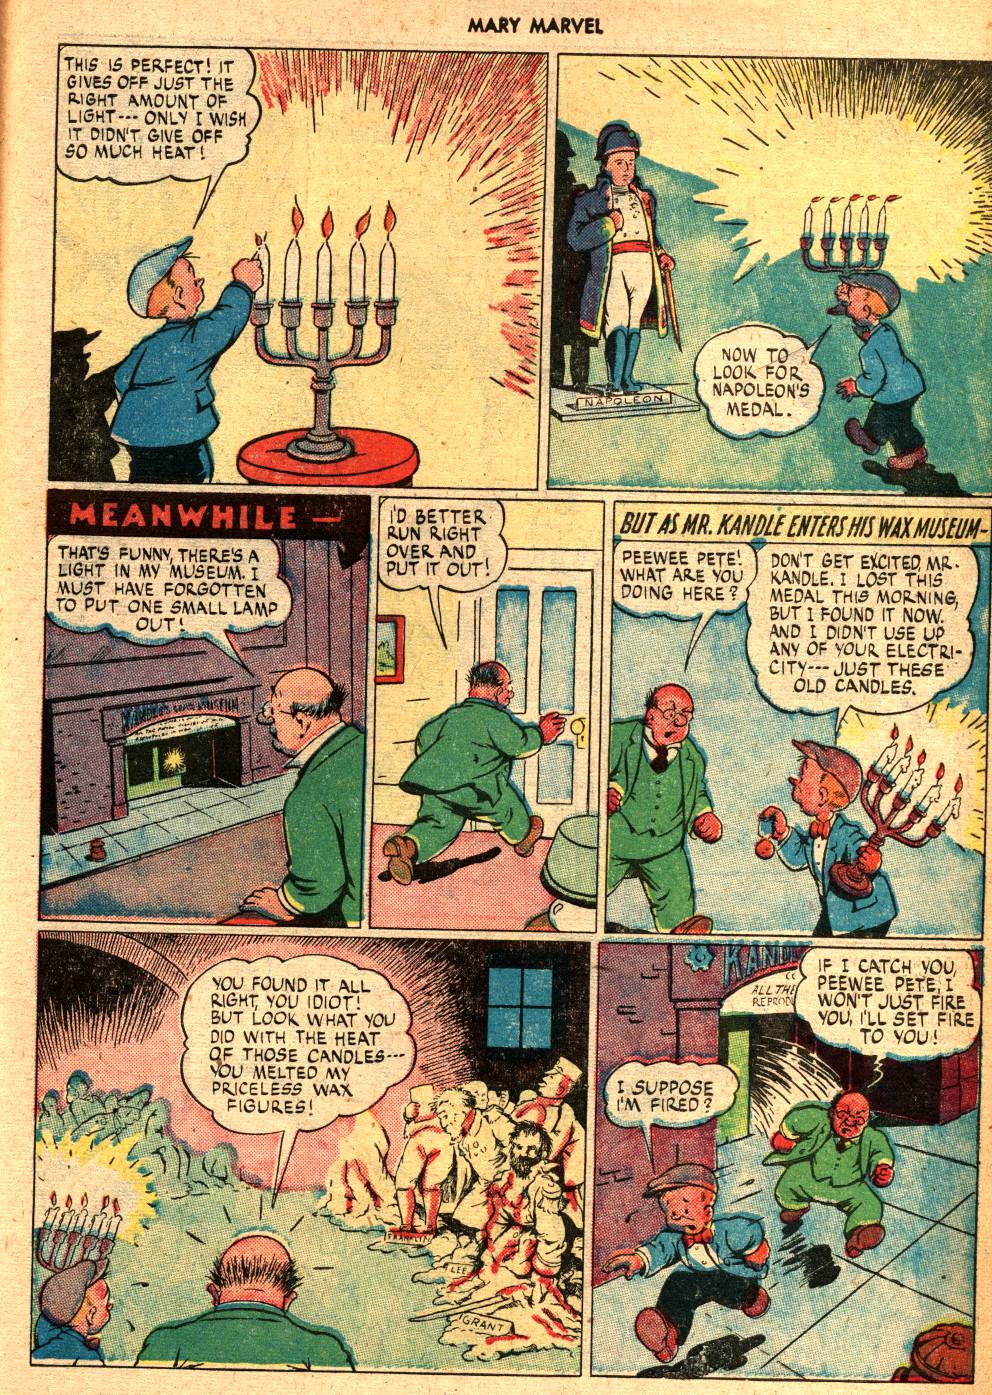 MARY MARVEL
THIS IS PERFECT! IT
GIVES OFF JUST THE
RIGHT AMOUNT OF
LIGHT--- ONLY I WISH
IT DIDN'T GIVE OFF
SO MUCH HEAT!
NAPOLEON
NOW TO
LOOK FOR
NAPOLEON'S
MEDAL.
MEANWHILE —
THAT'S FUNNY, THERE'S A
LIGHT IN MY MUSEUM. I
MUST HAVE FORGOTTEN
TO PUT ONE SMALL LAMP
OUT!
KANDLE'S WAX MUSEUM
I'D BETTER
RUN RIGHT
OVER AND
PUT IT OUT!
BUT AS MR. KANDLE ENTERS HIS WAX MUSEUM—
PEEWEE PETE!
WHAT ARE YOU
DOING HERE?
DON'T GET EXCITED, MR.
KANDLE. I LOST THIS
MEDAL THIS MORNING,
BUT I FOUND IT NOW.
AND I DIDN'T USE UP
ANY OF YOUR ELECTRI-
CITY--- JUST THESE
OLD CANDLES.
YOU FOUND IT ALL
RIGHT, YOU IDIOT!
BUT LOOK WHAT YOU
DID WITH THE HEAT
OF THOSE CANDLES---
YOU MELTED MY
PRICELESS WAX
FIGURES!
FRANKLIN
LEE
GRANT
KANDL
ALL THE
REPROD
IF I CATCH YOU,
PEEWEE PETE, I
WON'T JUST FIRE
YOU, I'LL SET FIRE
TO YOU!
I SUPPOSE
I'M FIRED?